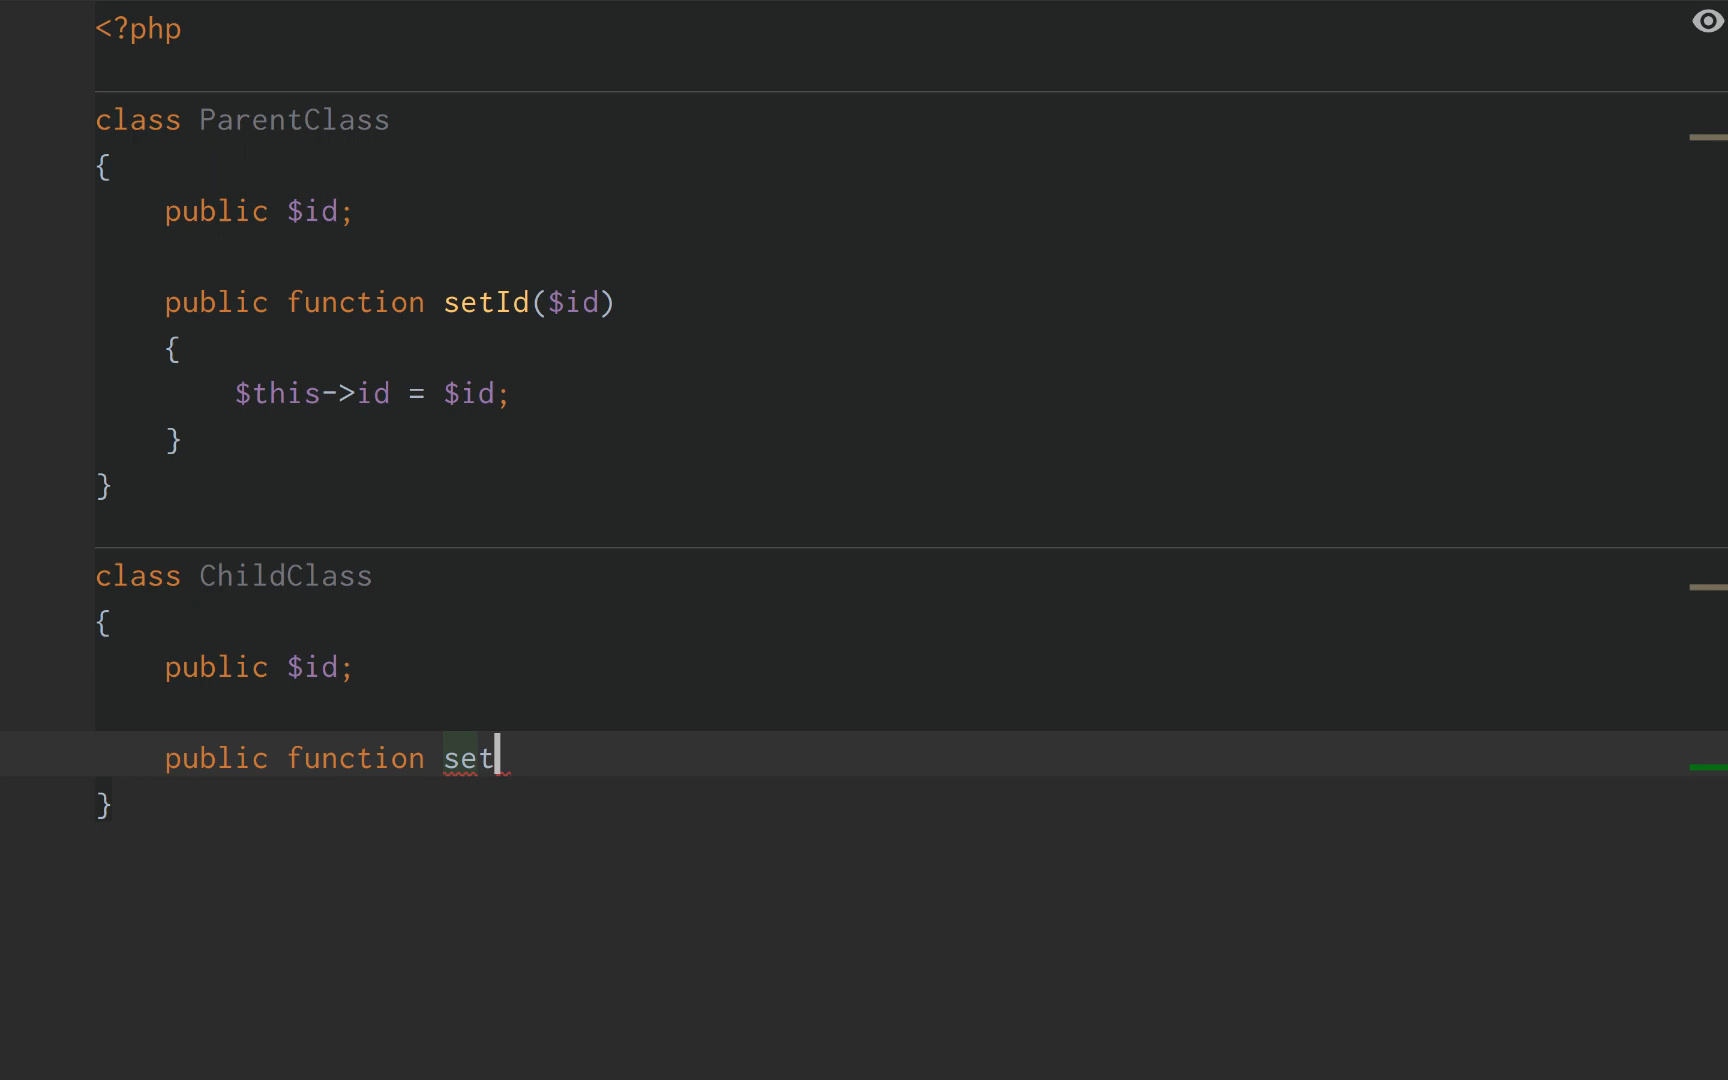 <?php
class ParentClass
{
    public $id;
    public function setId($id)
    {
        $this->id = $id;
    }
}
class ChildClass
{
    public $id;
    public function set
}